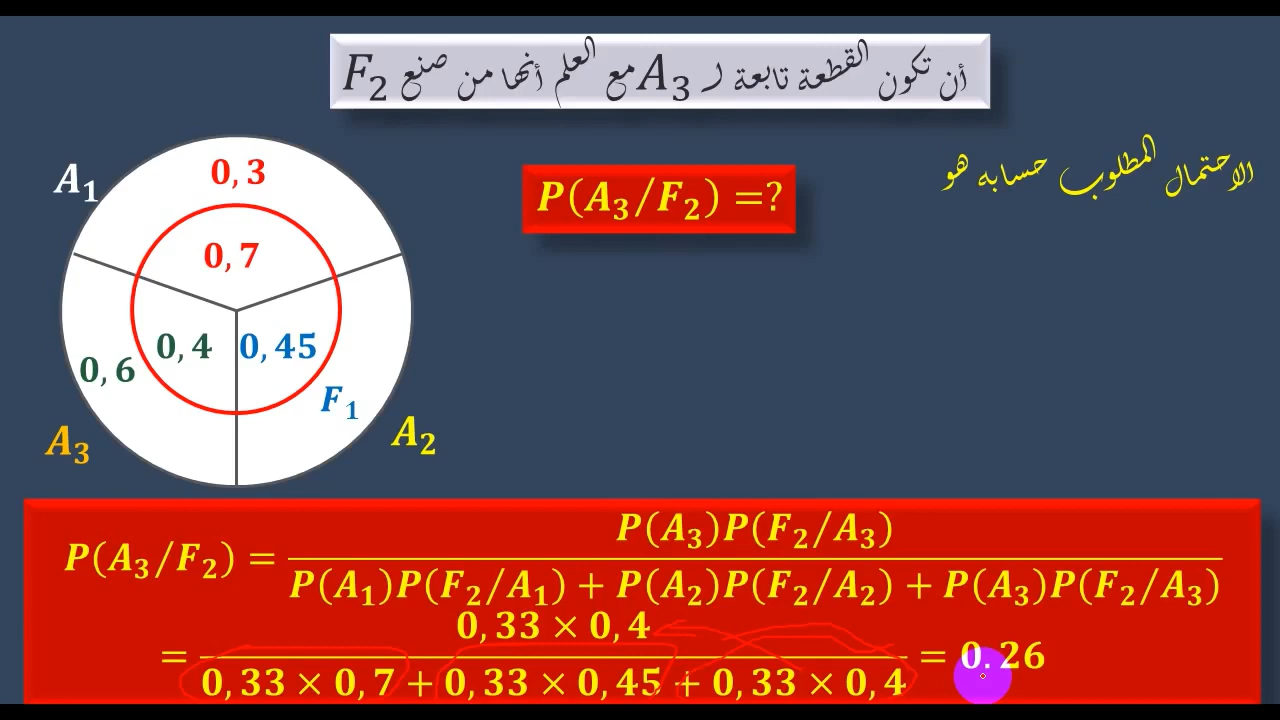 أن تكون القطعة تابعة لـ A₃ مع العلم أنها من صنع F₂
الاحتمال المطلوب حسابه هو
P(A₃/F₂) =?
A₁
0,3
0,7
0,4
0,45
0,6
F₁
A₃
A₂
P(A₃/F₂) = P(A₃)P(F₂/A₃) / P(A₁)P(F₂/A₁) + P(A₂)P(F₂/A₂) + P(A₃)P(F₂/A₃)
= 0,33 × 0,4 / 0,33 × 0,7 + 0,33 × 0,45 + 0,33 × 0,4 = 0.26